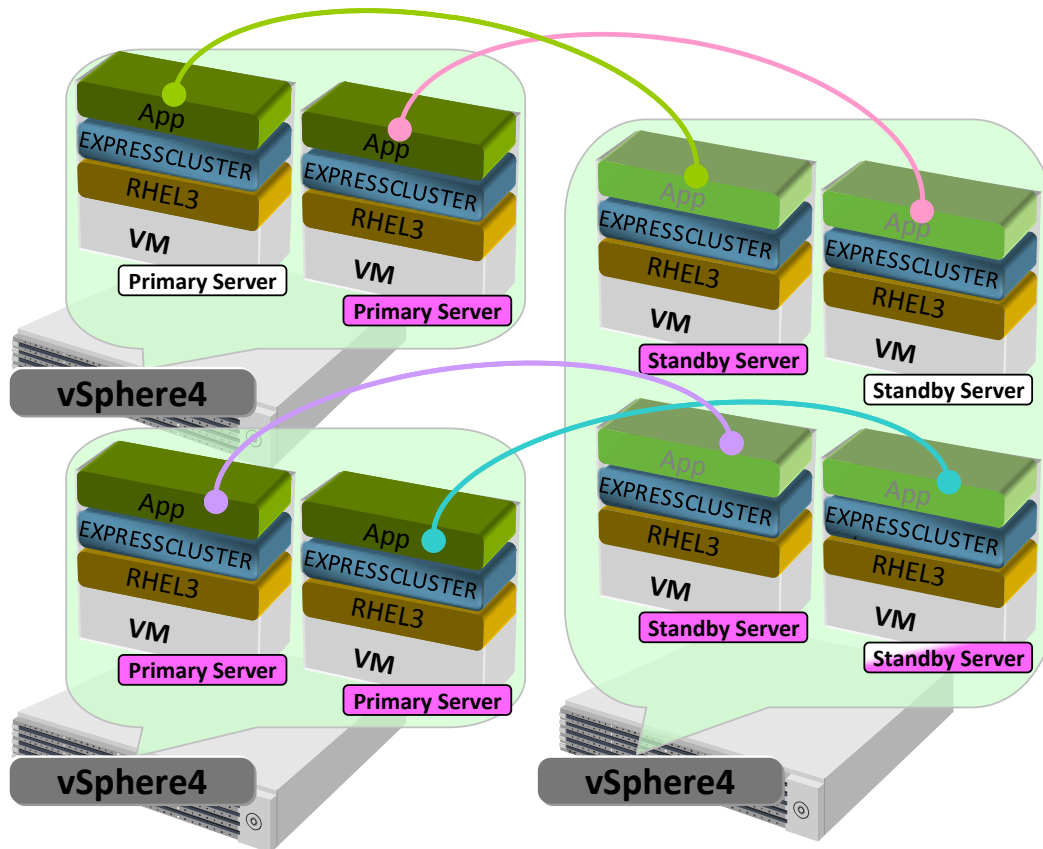 App
EXPRESSCLUSTER
RHEL3
VM
Primary Server
App
EXPRESSCLUSTER
RHEL3
VM
Primary Server
vSphere4
App
EXPRESSCLUSTER
RHEL3
VM
Standby Server
App
EXPRESSCLUSTER
RHEL3
VM
Standby Server
App
EXPRESSCLUSTER
RHEL3
VM
Primary Server
App
EXPRESSCLUSTER
RHEL3
VM
Primary Server
vSphere4
App
EXPRESSCLUSTER
RHEL3
VM
Standby Server
App
EXPRESSCLUSTER
RHEL3
VM
Standby Server
vSphere4